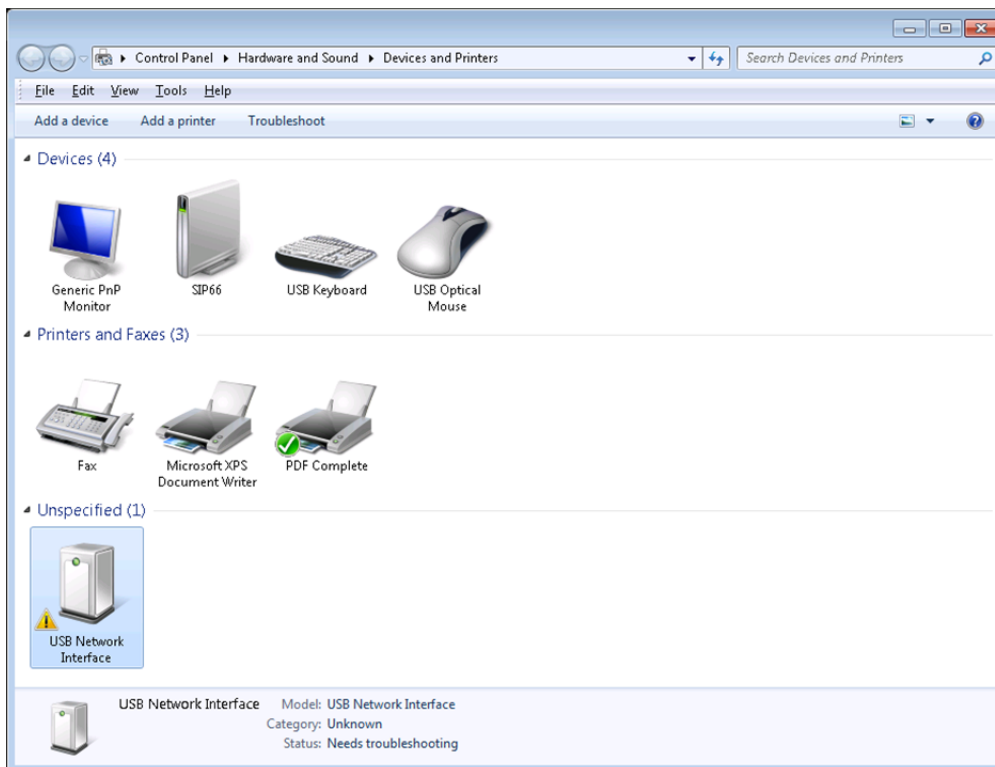 Control Panel ▸ Hardware and Sound ▸ Devices and Printers
Search Devices and Printers
File Edit View Tools Help
Add a device Add a printer Troubleshoot
Devices (4)
Generic PnP
Monitor
SIP66
USB Keyboard
USB Optical
Mouse
Printers and Faxes (3)
Fax
Microsoft XPS
Document Writer
PDF Complete
Unspecified (1)
USB Network
Interface
USB Network Interface Model: USB Network Interface
Category: Unknown
Status: Needs troubleshooting